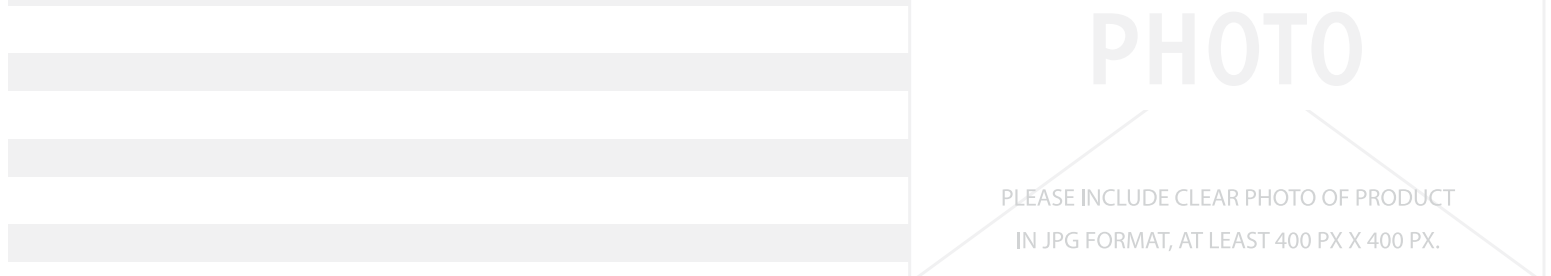 PHOTO
PLEASE INCLUDE CLEAR PHOTO OF PRODUCT
IN JPG FORMAT, AT LEAST 400 PX X 400 PX.